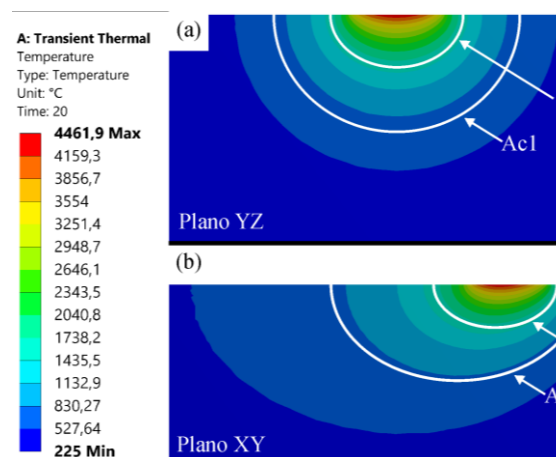 A: Transient Thermal
Temperature
Type: Temperature
Unit: °C
Time: 20
4461,9 Max
4159,3
3856,7
3554
3251,4
2948,7
2646,1
2343,5
2040,8
1738,2
1435,5
1132,9
830,27
527,64
225 Min
(a)
Ac1
Plano YZ
(b)
A
Plano XY